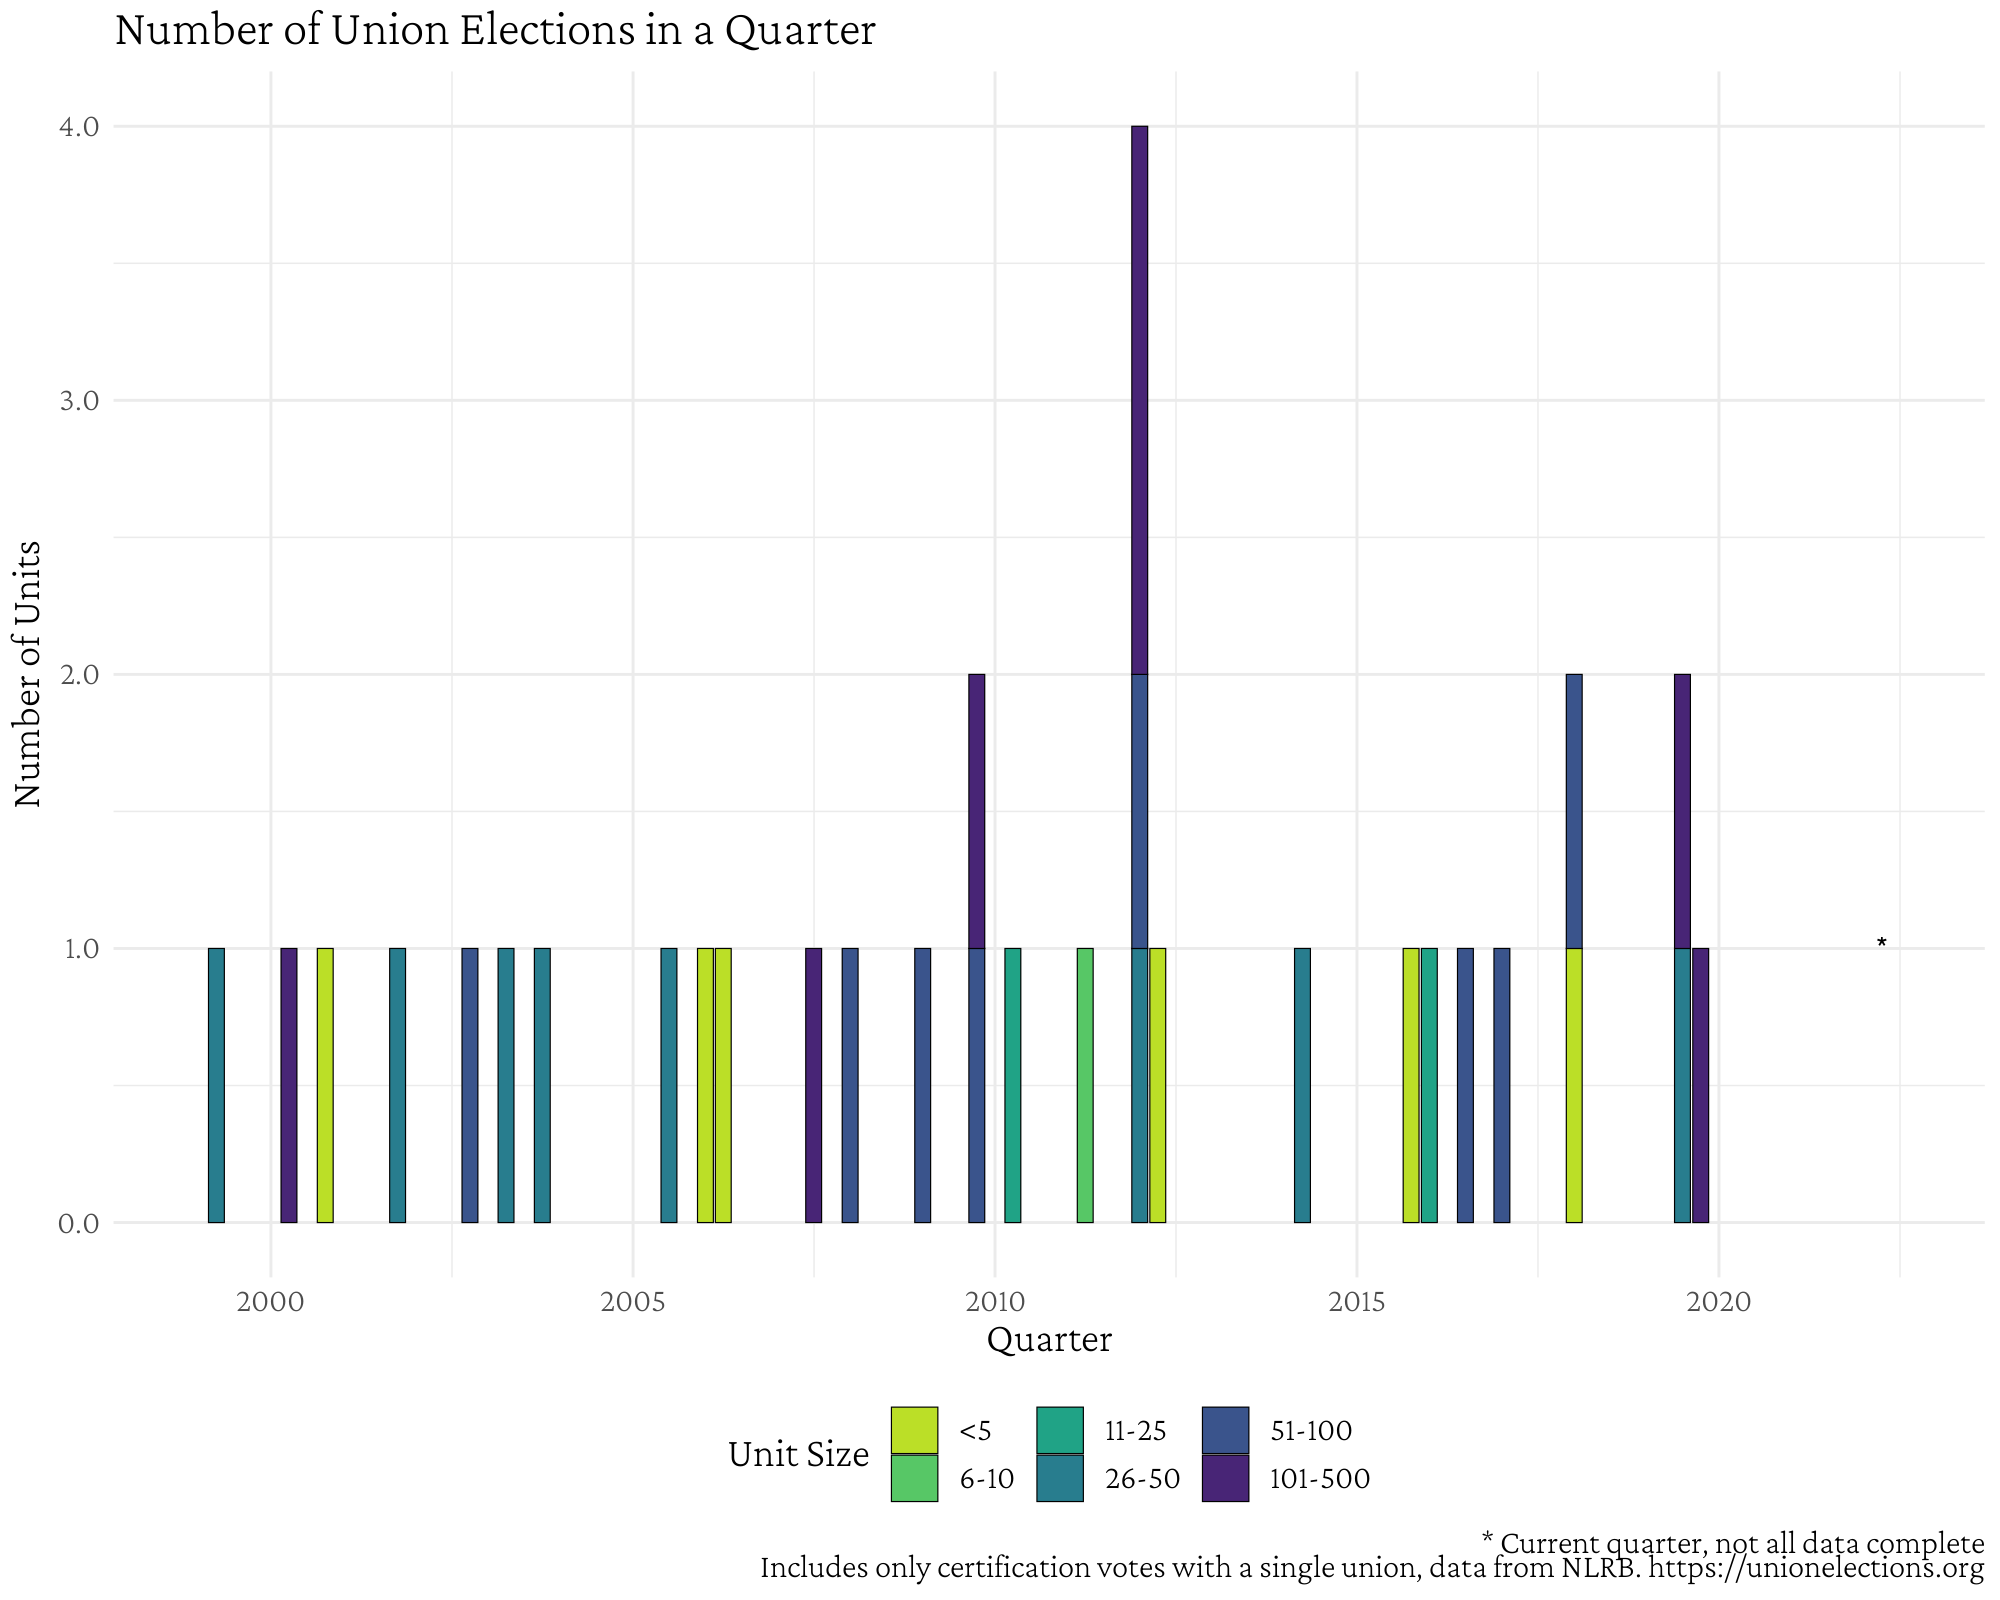 Number of Union Elections in a Quarter
4.0
3.0
2.0
1.0
0.0
Number of Units
*
2000 2005 2010 2015 2020
Quarter
Unit Size
<5 11-25 51-100
6-10 26-50 101-500
* Current quarter, not all data complete
Includes only certification votes with a single union, data from NLRB. https://unionelections.org